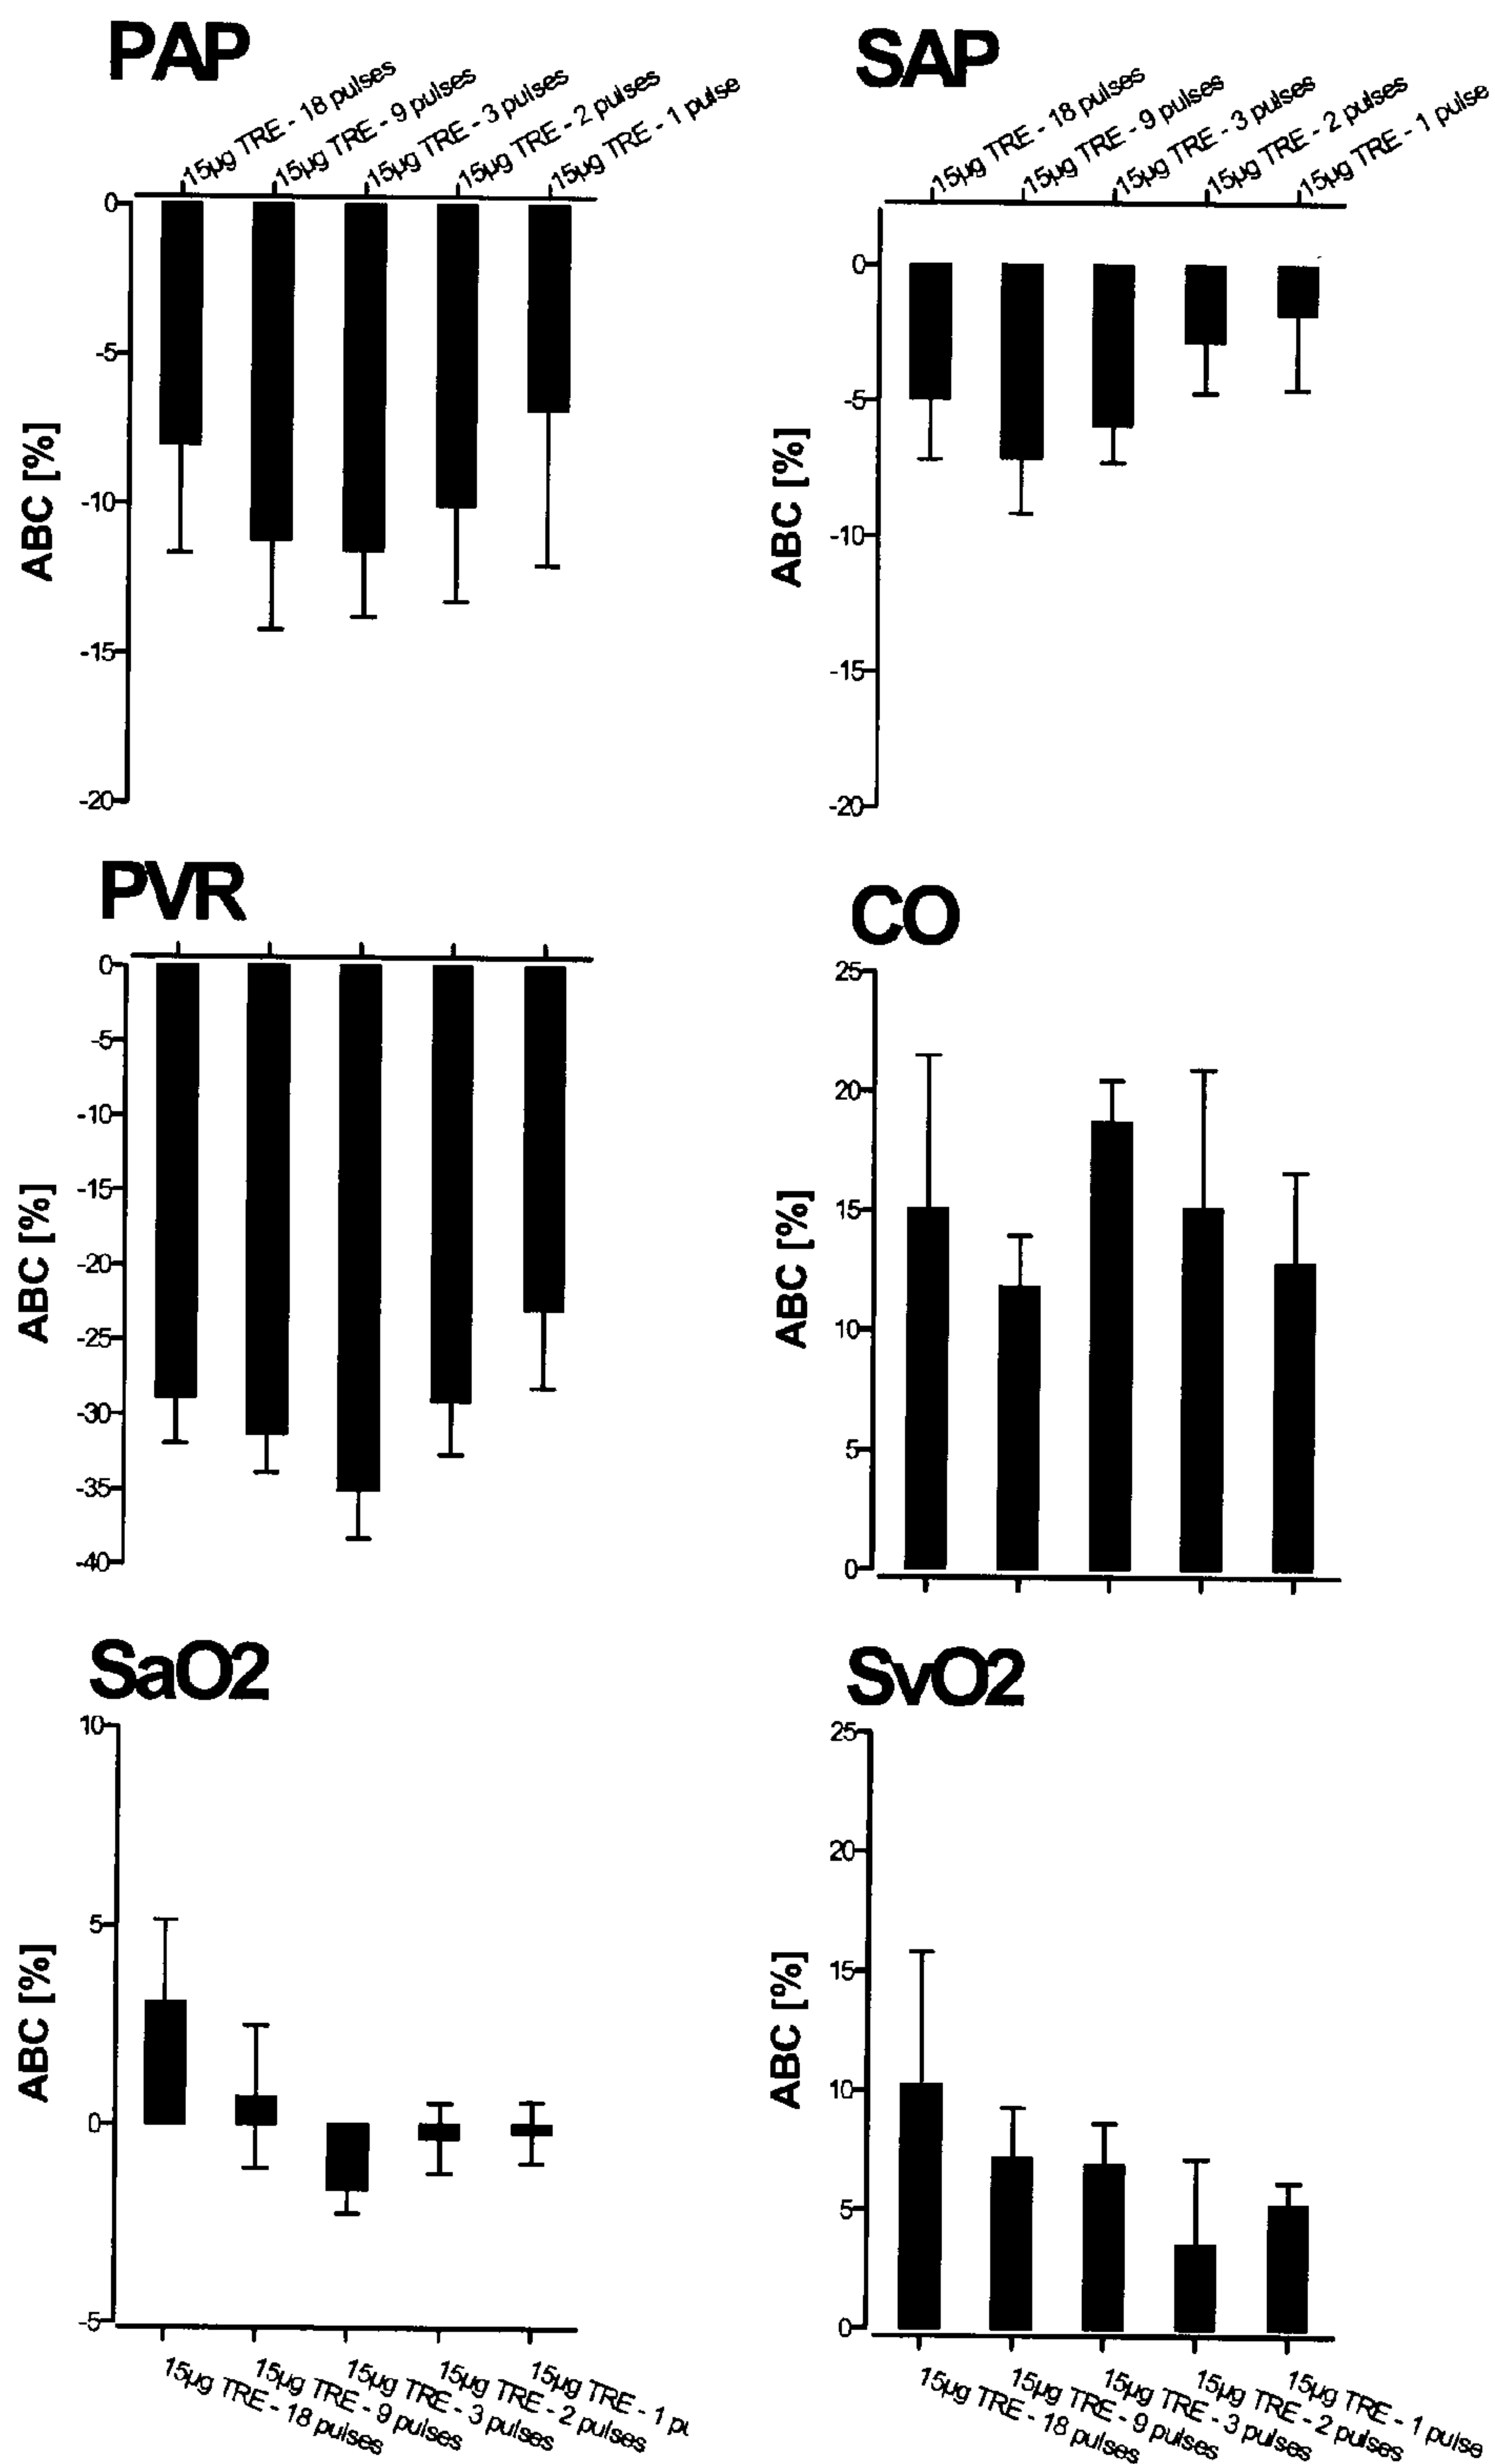 PAP
15µg TRE - 18 pulses
15µg TRE - 9 pulses
15µg TRE - 3 pulses
15µg TRE - 2 pulses
15µg TRE - 1 pulse
0
-5
-10
-15
-20
ABC [%]
SAP
15µg TRE - 18 pulses
15µg TRE - 9 pulses
15µg TRE - 3 pulses
15µg TRE - 2 pulses
15µg TRE - 1 pulse
0
-5
-10
-15
-20
ABC [%]
PVR
0
-5
-10
-15
-20
-25
-30
-35
-40
ABC [%]
CO
25
20
15
10
5
0
ABC [%]
SaO2
10
5
0
-5
ABC [%]
15µg TRE - 18 pulses
15µg TRE - 9 pulses
15µg TRE - 3 pulses
15µg TRE - 2 pulses
15µg TRE - 1 pu
SvO2
25
20
15
10
5
0
ABC [%]
15µg TRE - 18 pulses
15µg TRE - 9 pulses
15µg TRE - 3 pulses
15µg TRE - 2 pulses
15µg TRE - 1 pulse